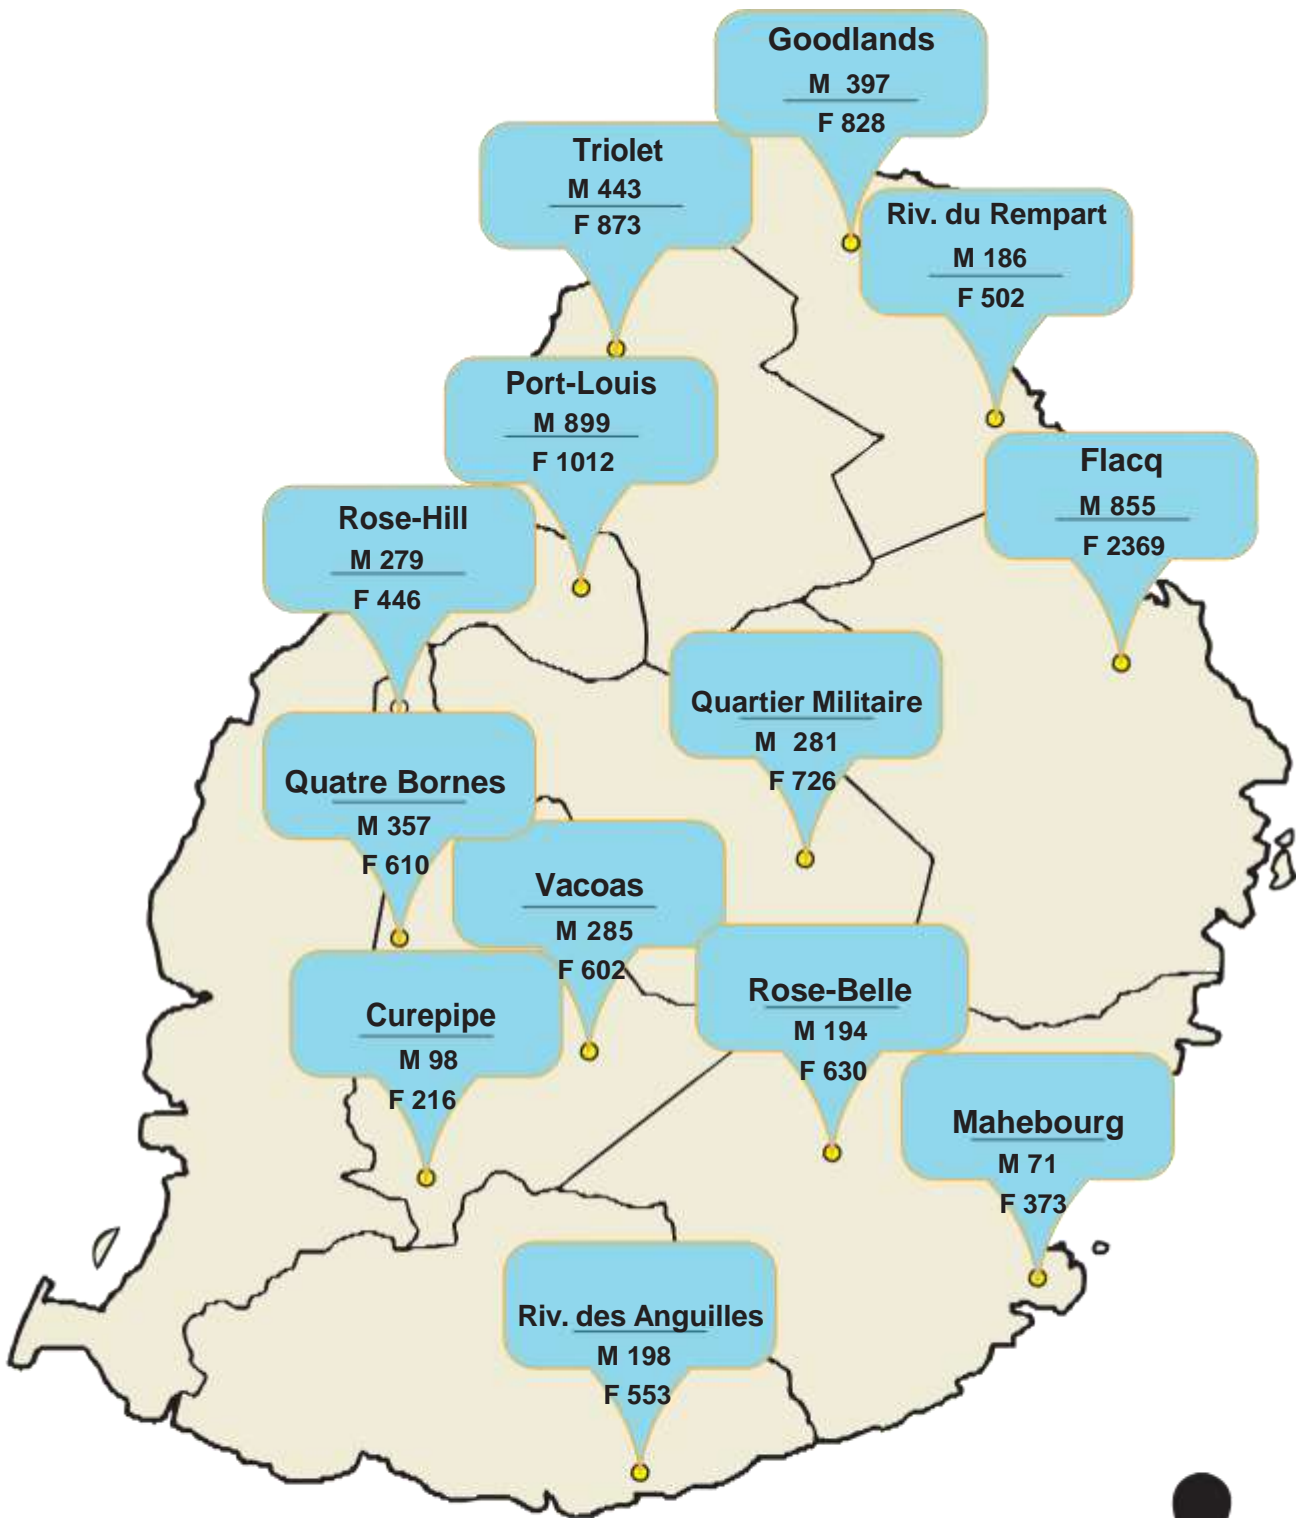 Goodlands
M 397
F 828
Triolet
M 443
F 873
Riv. du Rempart
M 186
F 502
Port-Louis
M 899
F 1012
Flacq
M 855
F 2369
Rose-Hill
M 279
F 446
Quartier Militaire
M 281
F 726
Quatre Bornes
M 357
F 610
Vacoas
M 285
F 602
Rose-Belle
M 194
F 630
Curepipe
M 98
F 216
Mahebourg
M 71
F 373
Riv. des Anguilles
M 198
F 553